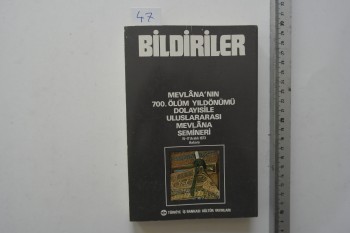 47
BİLDİRİLER
MEVLÂNA'NIN
700. ÖLÜM YILDÖNÜMÜ
DOLAYISİLE
ULUSLARARASI
MEVLÂNA
SEMİNERİ
Ankara
TÜRKİYE İŞ BANKASI KÜLTÜR YAYINLARI